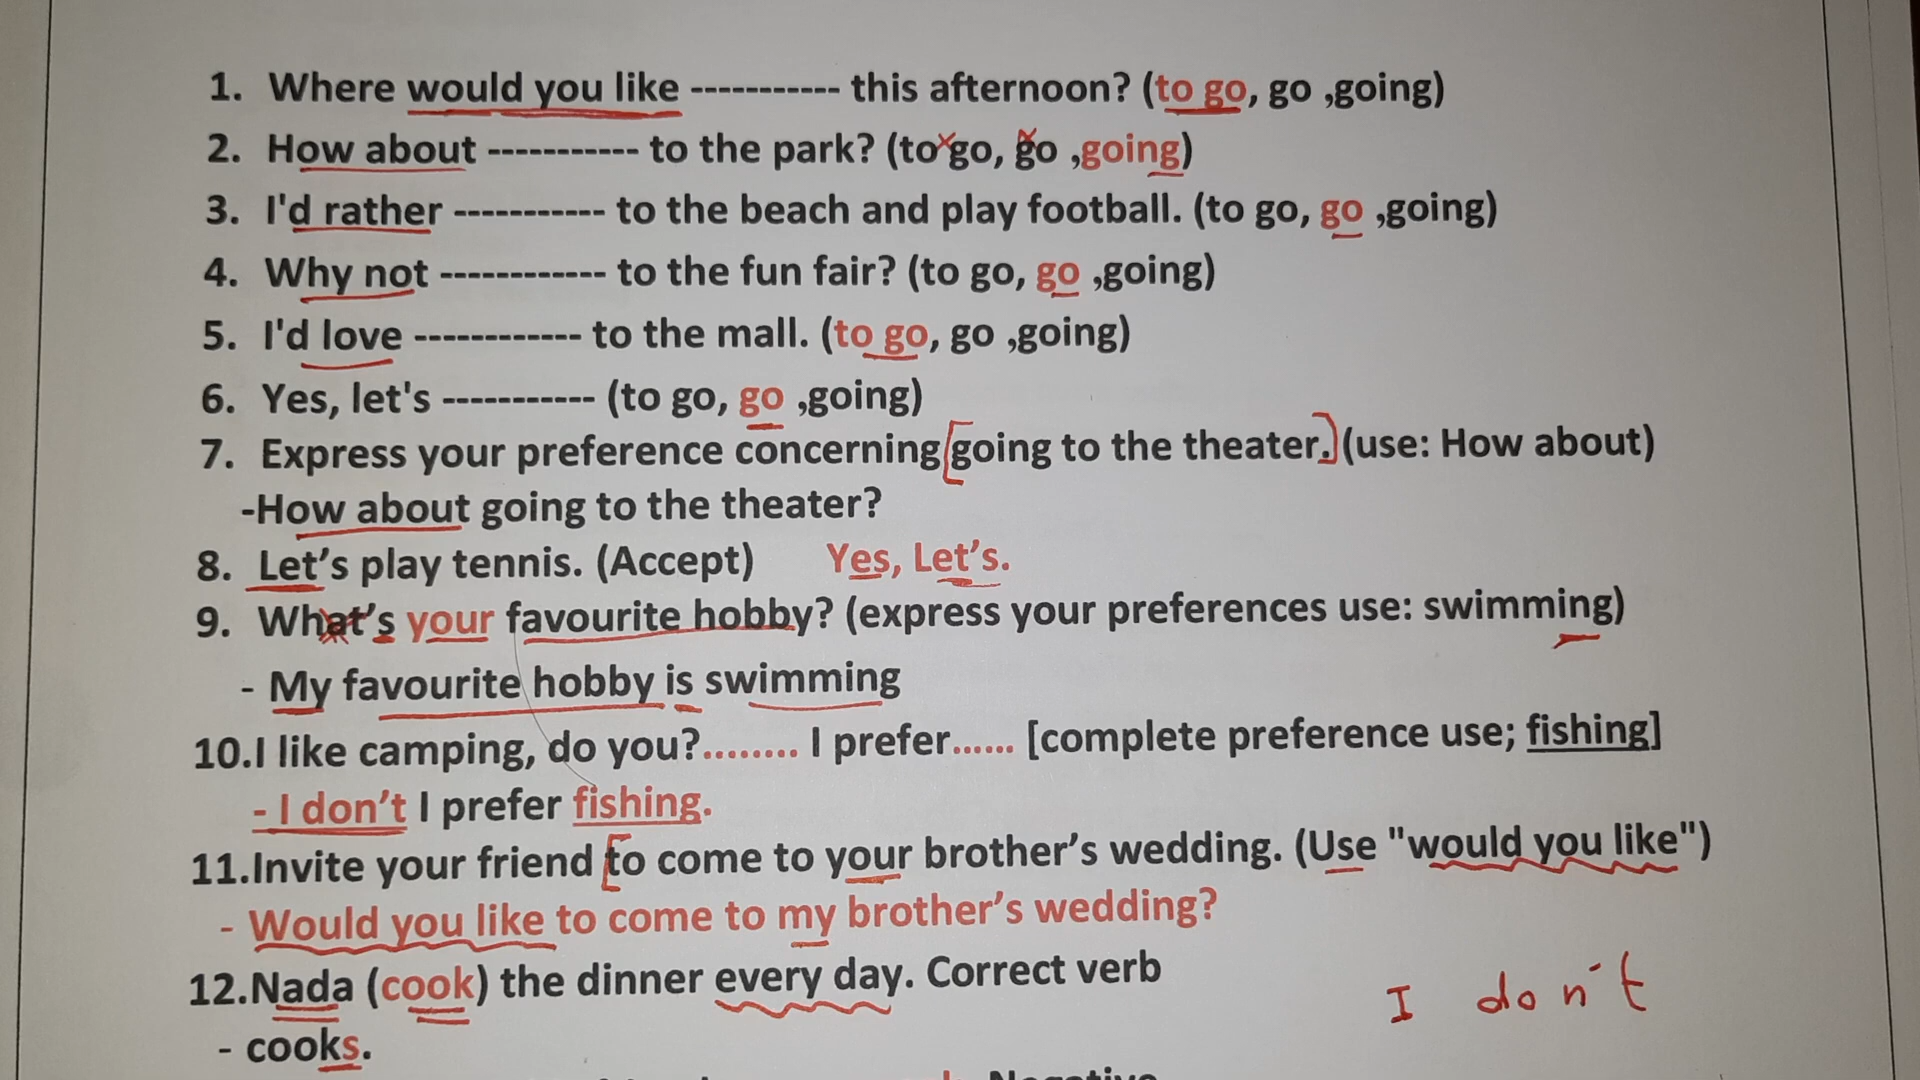 1. Where would you like ----------- this afternoon? (to go, go ,going)
2. How about ----------- to the park? (to go, go ,going)
3. I'd rather ----------- to the beach and play football. (to go, go ,going)
4. Why not ------------ to the fun fair? (to go, go ,going)
5. I'd love ------------ to the mall. (to go, go ,going)
6. Yes, let's ----------- (to go, go ,going)
7. Express your preference concerning [going to the theater.] (use: How about)
-How about going to the theater?
8. Let’s play tennis. (Accept) Yes, Let’s.
9. What’s your favourite hobby? (express your preferences use: swimming)
- My favourite hobby is swimming
10.I like camping, do you?........ I prefer...... [complete preference use; fishing]
- I don’t I prefer fishing.
11.Invite your friend [to come to your brother’s wedding. (Use "would you like")
- Would you like to come to my brother’s wedding?
12.Nada (cook) the dinner every day. Correct verb
I don't
- cooks.
Negative